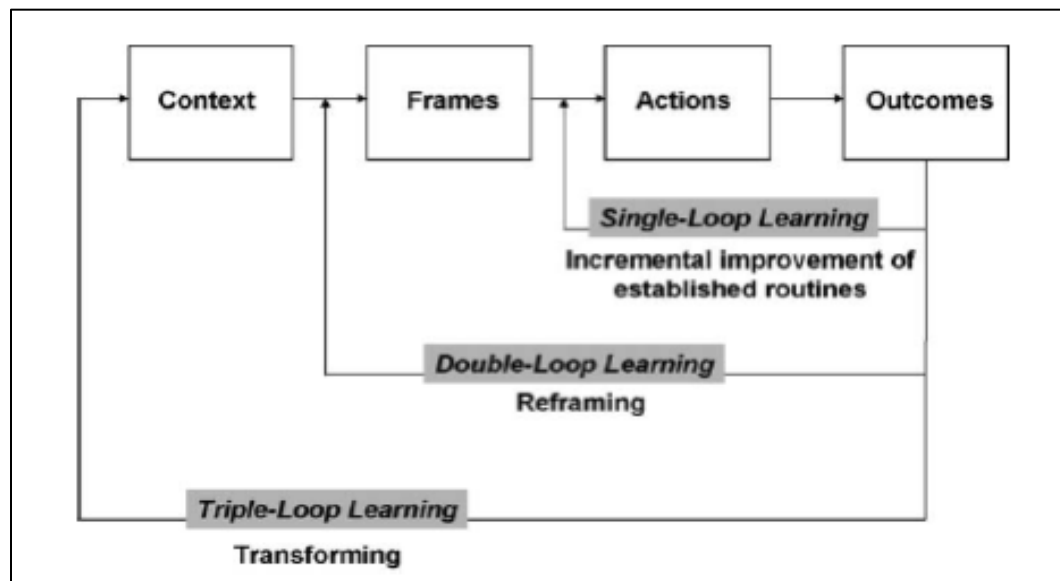 Context
Frames
Actions
Outcomes
Single-Loop Learning
Incremental improvement of
established routines
Double-Loop Learning
Reframing
Triple-Loop Learning
Transforming